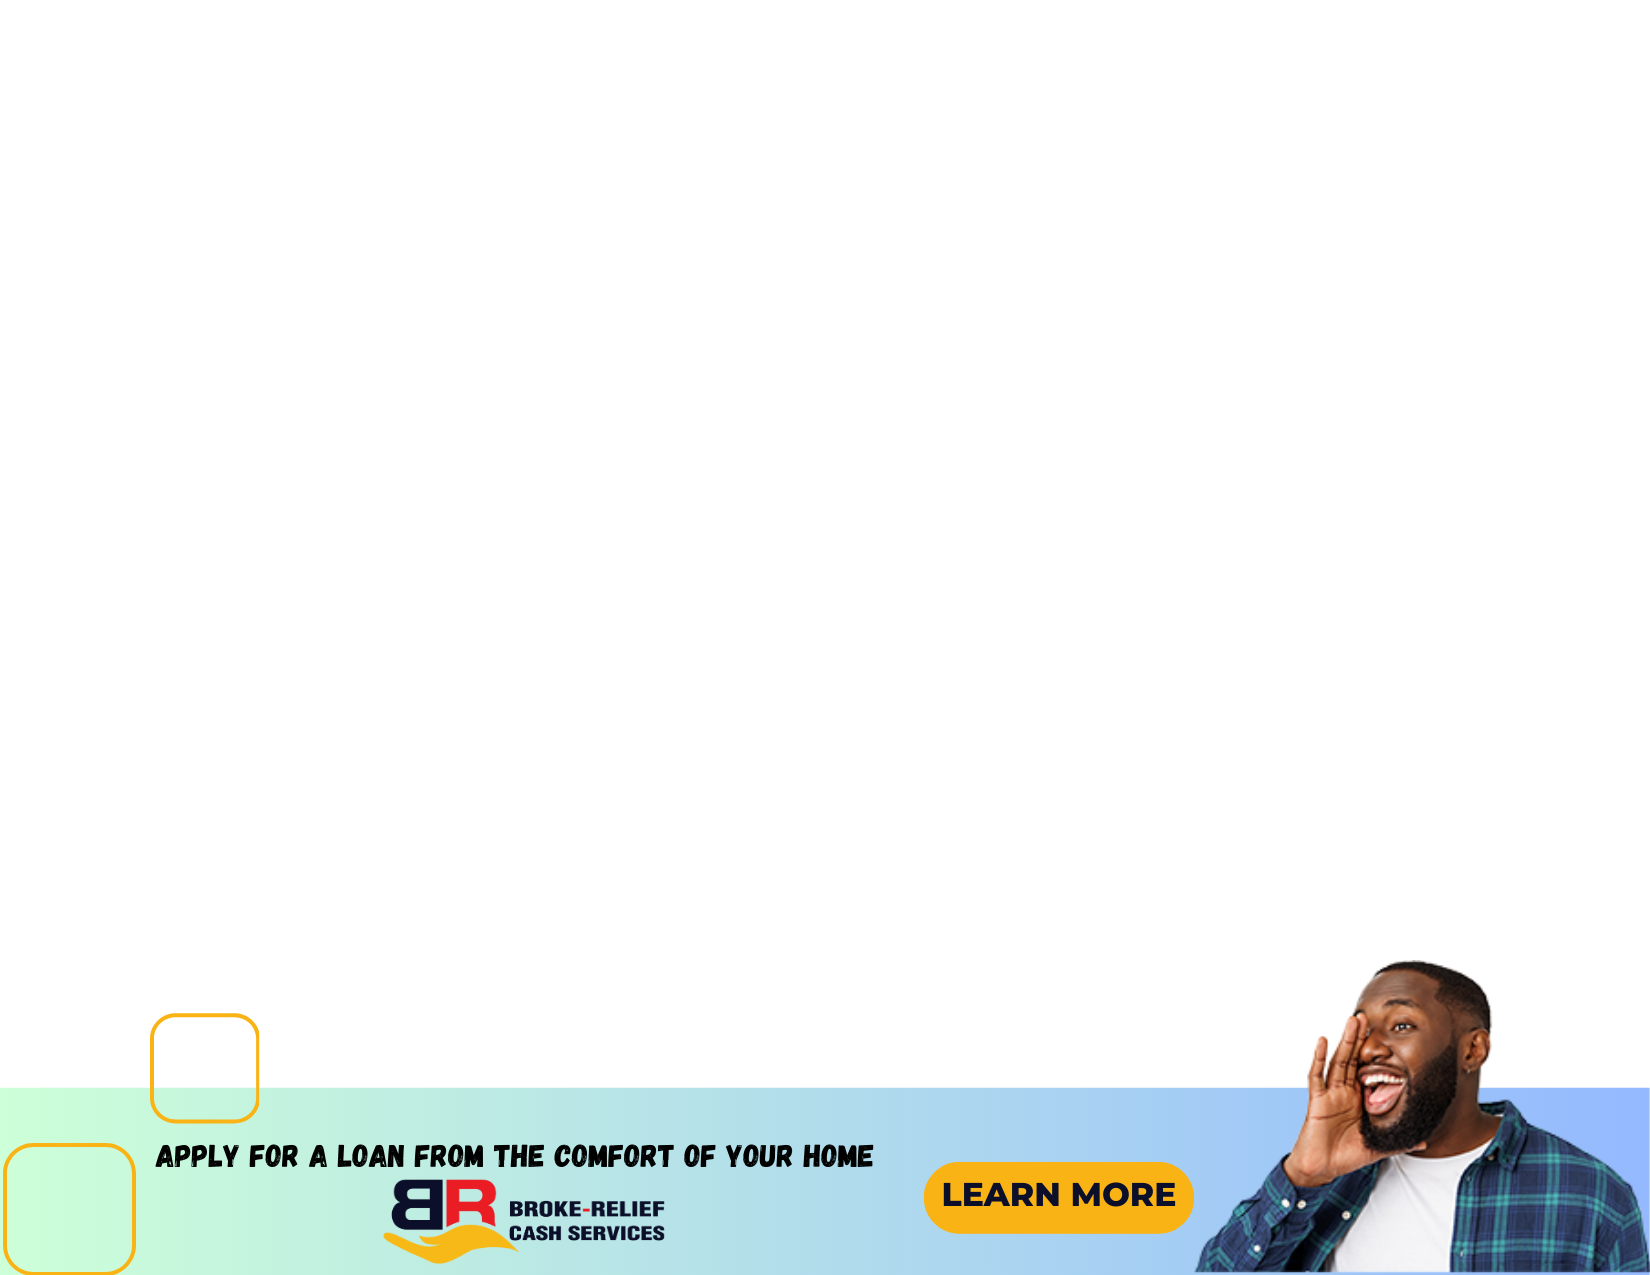 APPLY FOR A LOAN FROM THE COMFORT OF YOUR HOME
BR
BROKE-RELIEF
CASH SERVICES
LEARN MORE